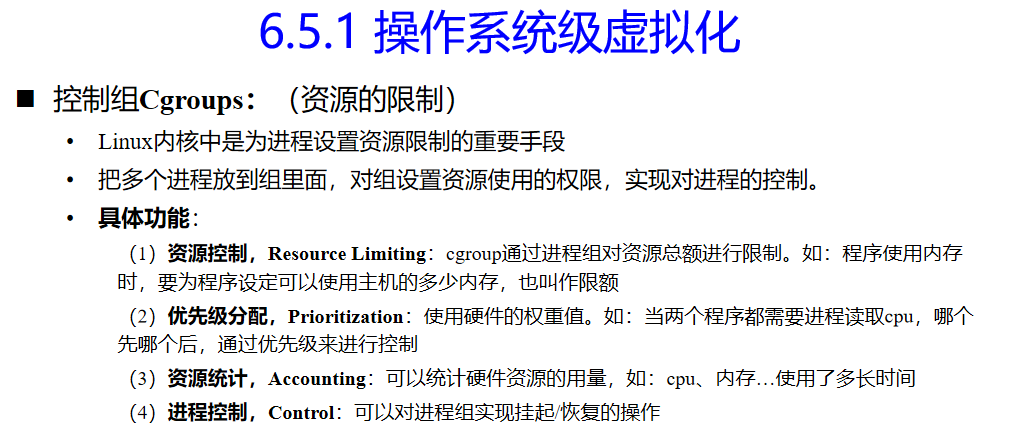 6.5.1 操作系统级虚拟化
■ 控制组Cgroups：（资源的限制）
• Linux内核中是为进程设置资源限制的重要手段
• 把多个进程放到组里面，对组设置资源使用的权限，实现对进程的控制。
• 具体功能：
（1）资源控制，Resource Limiting：cgroup通过进程组对资源总额进行限制。如：程序使用内存
时，要为程序设定可以使用主机的多少内存，也叫作限额
（2）优先级分配，Prioritization：使用硬件的权重值。如：当两个程序都需要进程读取cpu，哪个
先哪个后，通过优先级来进行控制
（3）资源统计，Accounting：可以统计硬件资源的用量，如：cpu、内存…使用了多长时间
（4）进程控制，Control：可以对进程组实现挂起/恢复的操作